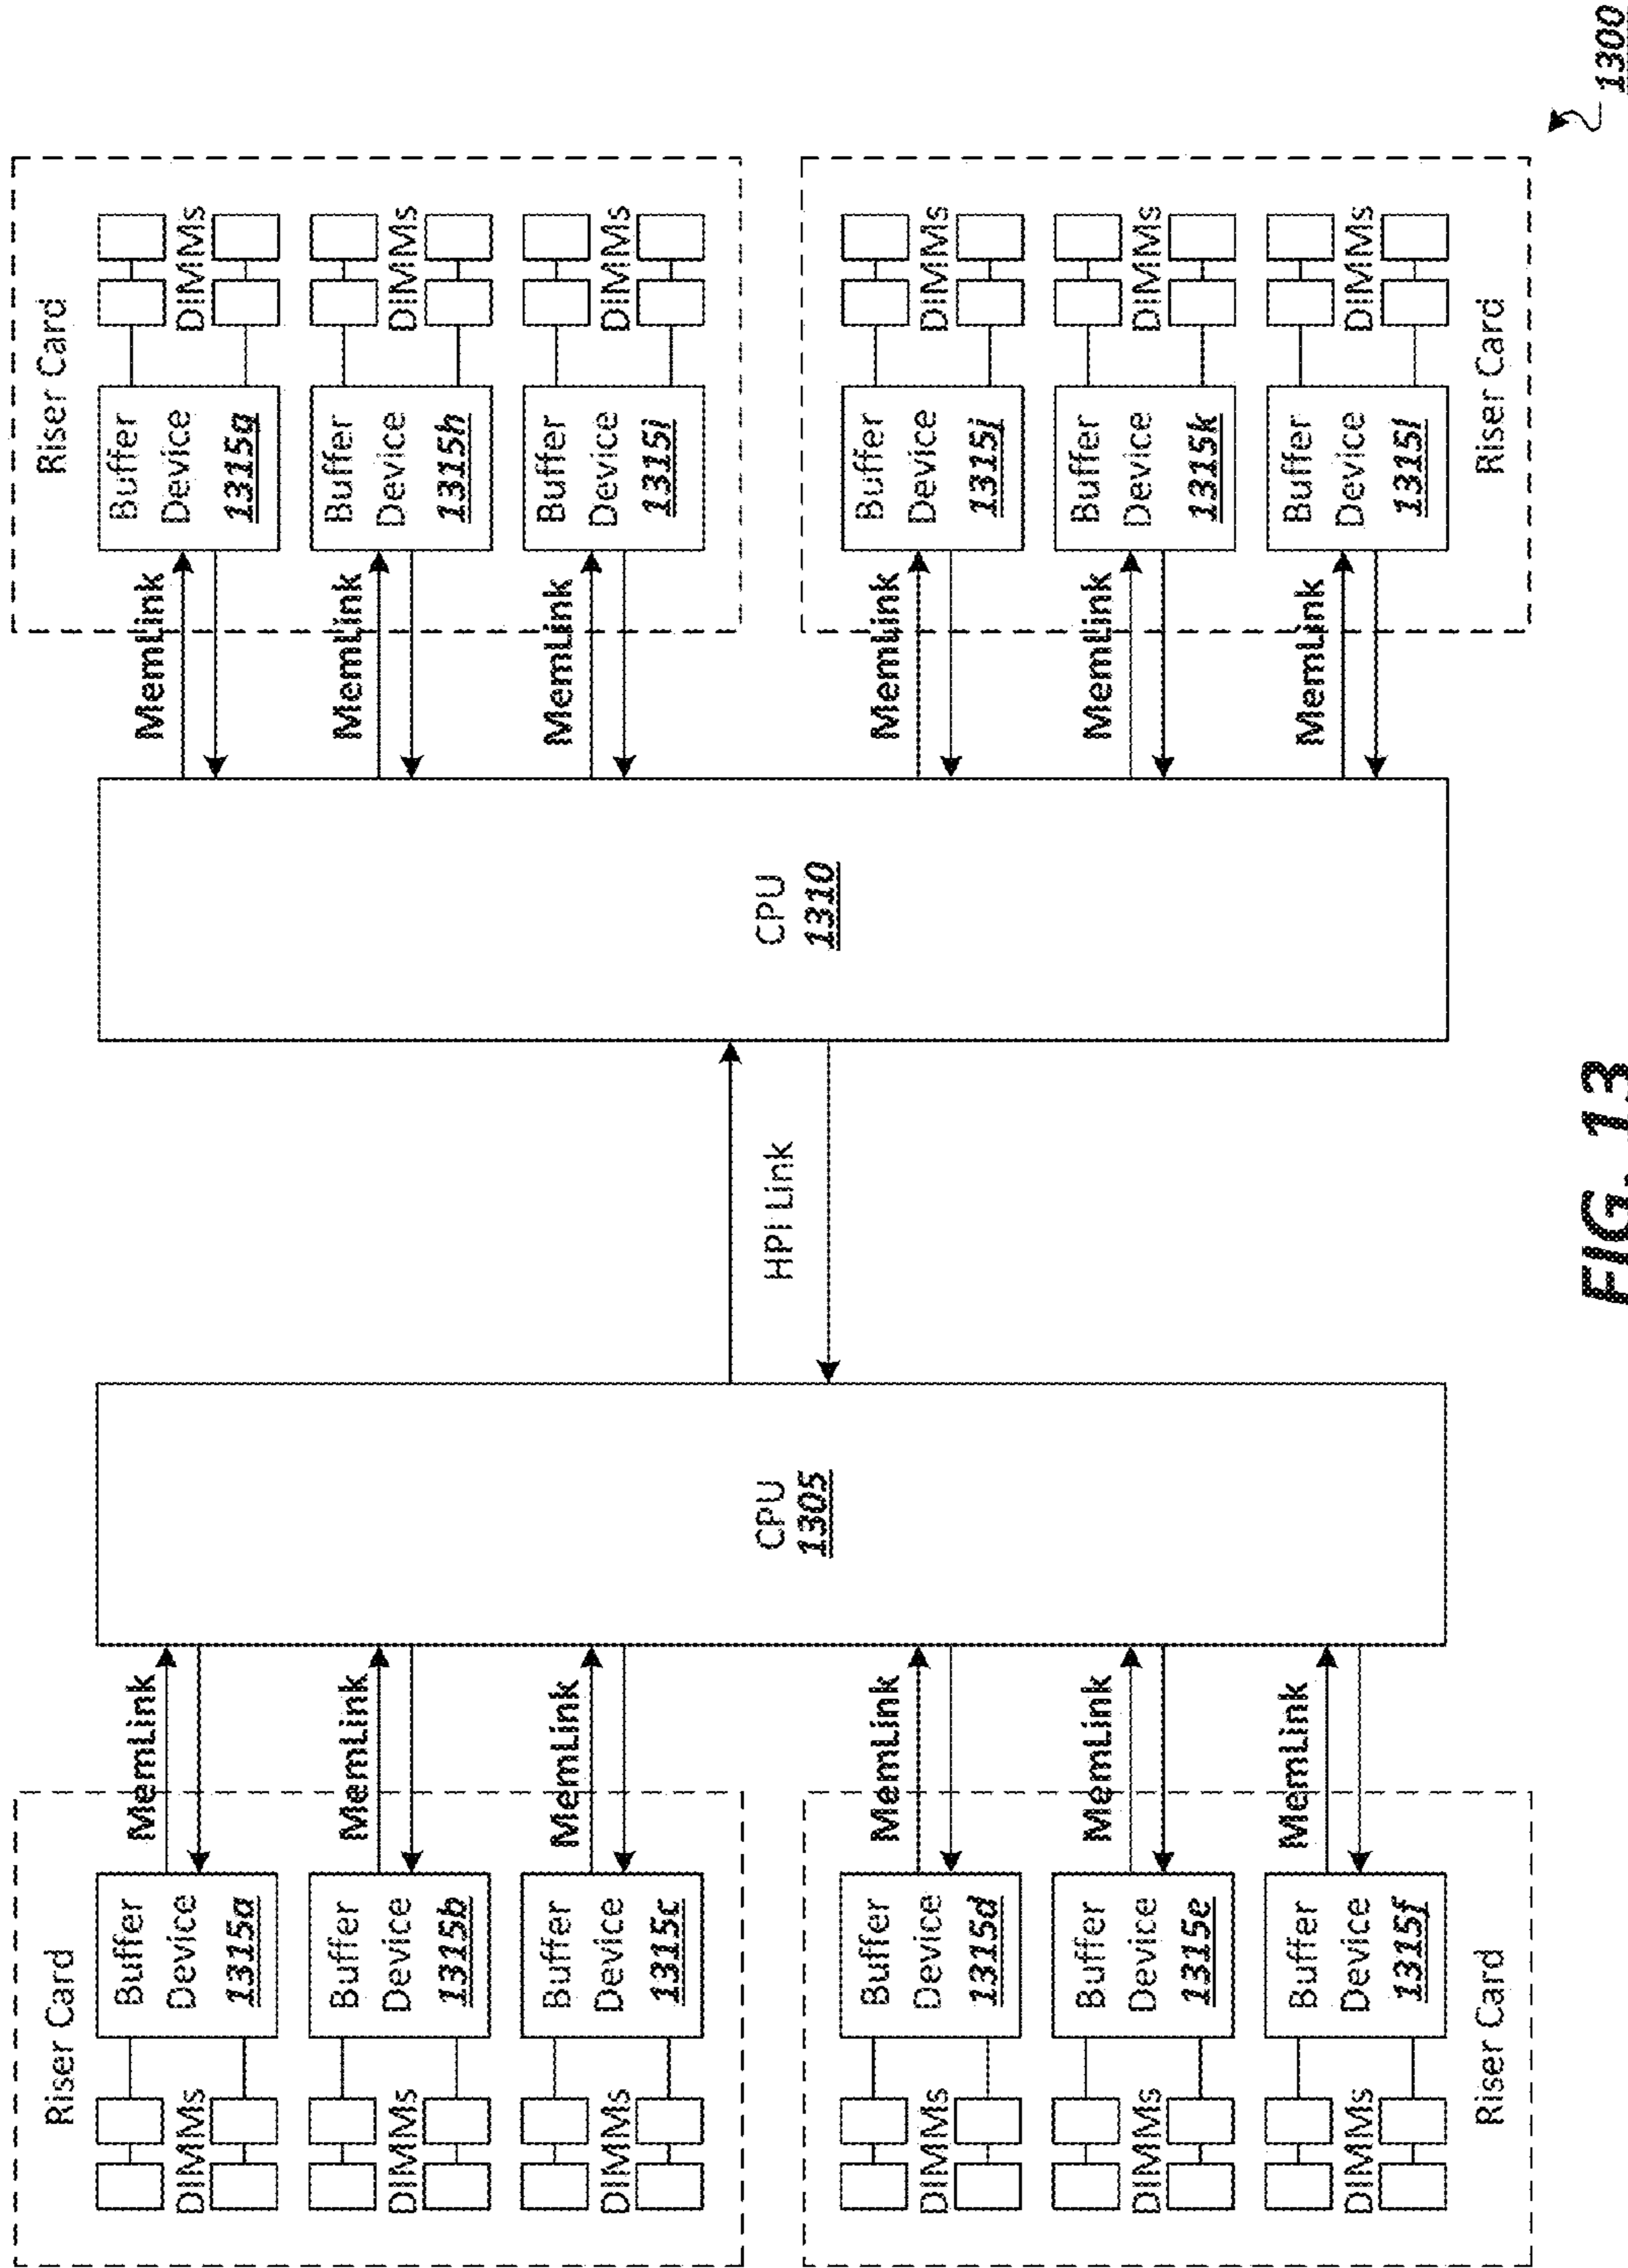 Riser Card
Buffer
Device
1315a
DIMMs
MemLink
Buffer
Device
1315b
DIMMs
MemLink
Buffer
Device
1315c
DIMMs
MemLink
Buffer
Device
1315d
DIMMs
MemLink
Buffer
Device
1315e
DIMMs
MemLink
Buffer
Device
1315f
DIMMs
MemLink
Riser Card
CPU
1305
HPI Link
CPU
1310
Riser Card
MemLink
Buffer
Device
1315g
DIMMs
MemLink
Buffer
Device
1315h
DIMMs
MemLink
Buffer
Device
1315i
DIMMs
MemLink
Buffer
Device
1315j
DIMMs
MemLink
Buffer
Device
1315k
DIMMs
MemLink
Buffer
Device
1315l
DIMMs
Riser Card
1300
FIG. 13